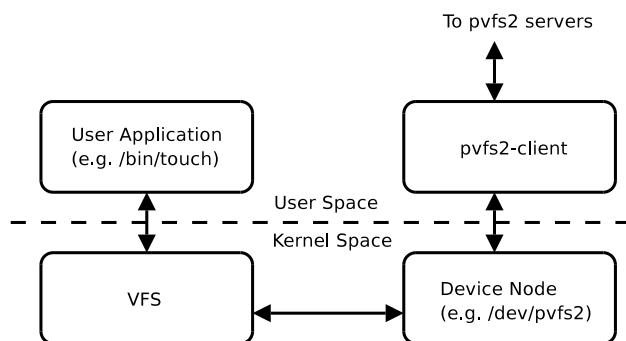 To pvfs2 servers
User Application
(e.g. /bin/touch)
pvfs2-client
User Space
Kernel Space
VFS
Device Node
(e.g. /dev/pvfs2)